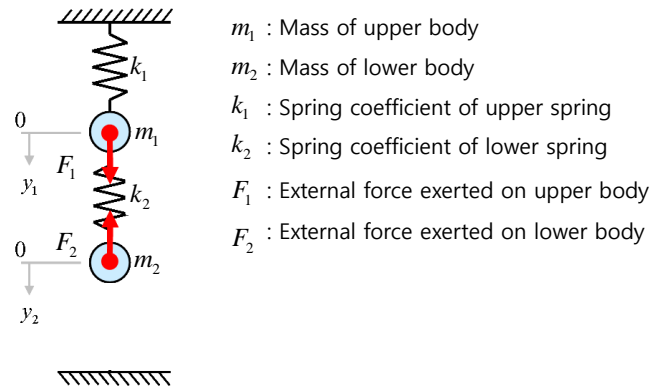 k₁
0
m₁
F₁
y₁
k₂
0
F₂
m₂
y₂
m₁ : Mass of upper body
m₂ : Mass of lower body
k₁ : Spring coefficient of upper spring
k₂ : Spring coefficient of lower spring
F₁ : External force exerted on upper body
F₂ : External force exerted on lower body